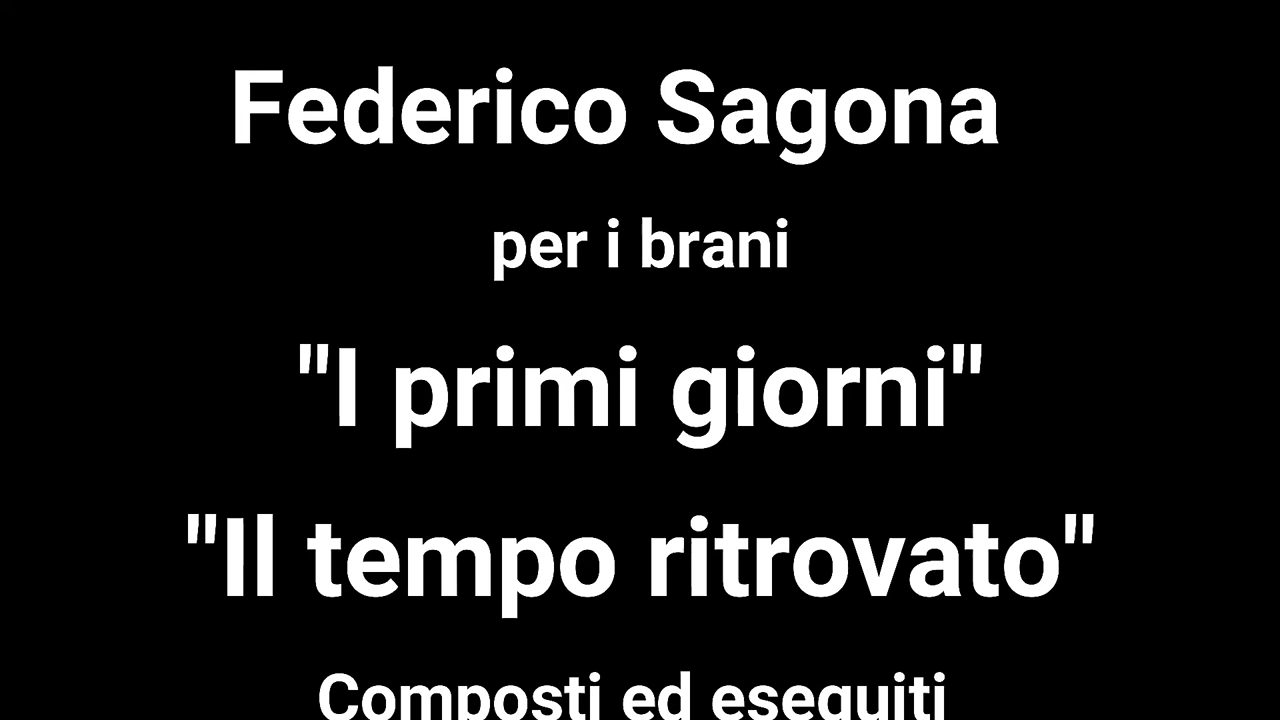 Federico Sagona
per i brani
"I primi giorni"
"Il tempo ritrovato"
Composti ed eseguiti